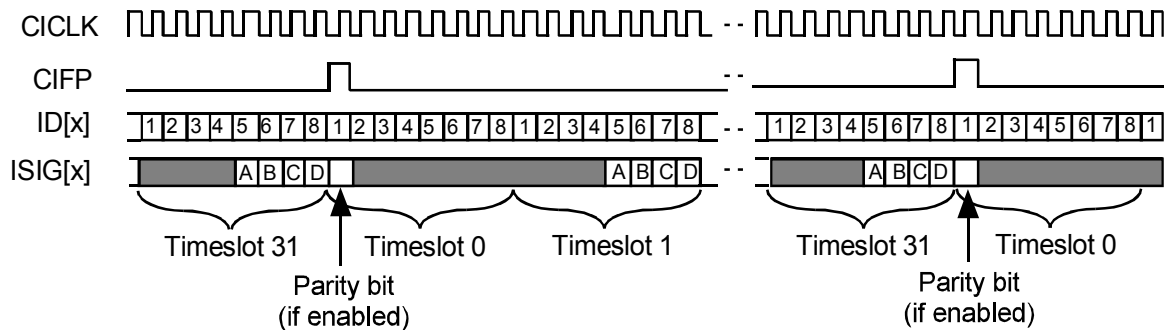 CICLK
CIFP
ID[x] 1 2 3 4 5 6 7 8 1 2 3 4 5 6 7 8 1 2 3 4 5 6 7 8 - - 1 2 3 4 5 6 7 8 1 2 3 4 5 6 7 8 1
ISIG[x] A B C D A B C D - - A B C D
Timeslot 31 Timeslot 0 Timeslot 1 Timeslot 31 Timeslot 0
Parity bit Parity bit
(if enabled) (if enabled)